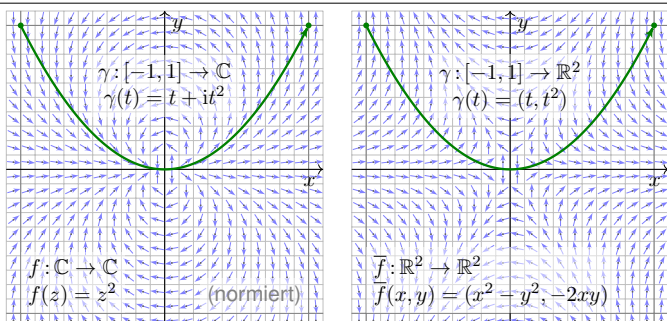 y
γ : [−1, 1] → ℂ
γ(t) = t + it²
x
f : ℂ → ℂ
f(z) = z²
(normiert)
y
γ : [−1, 1] → ℝ²
γ(t) = (t, t²)
x
f̅ : ℝ² → ℝ²
f̅(x, y) = (x² − y², −2xy)